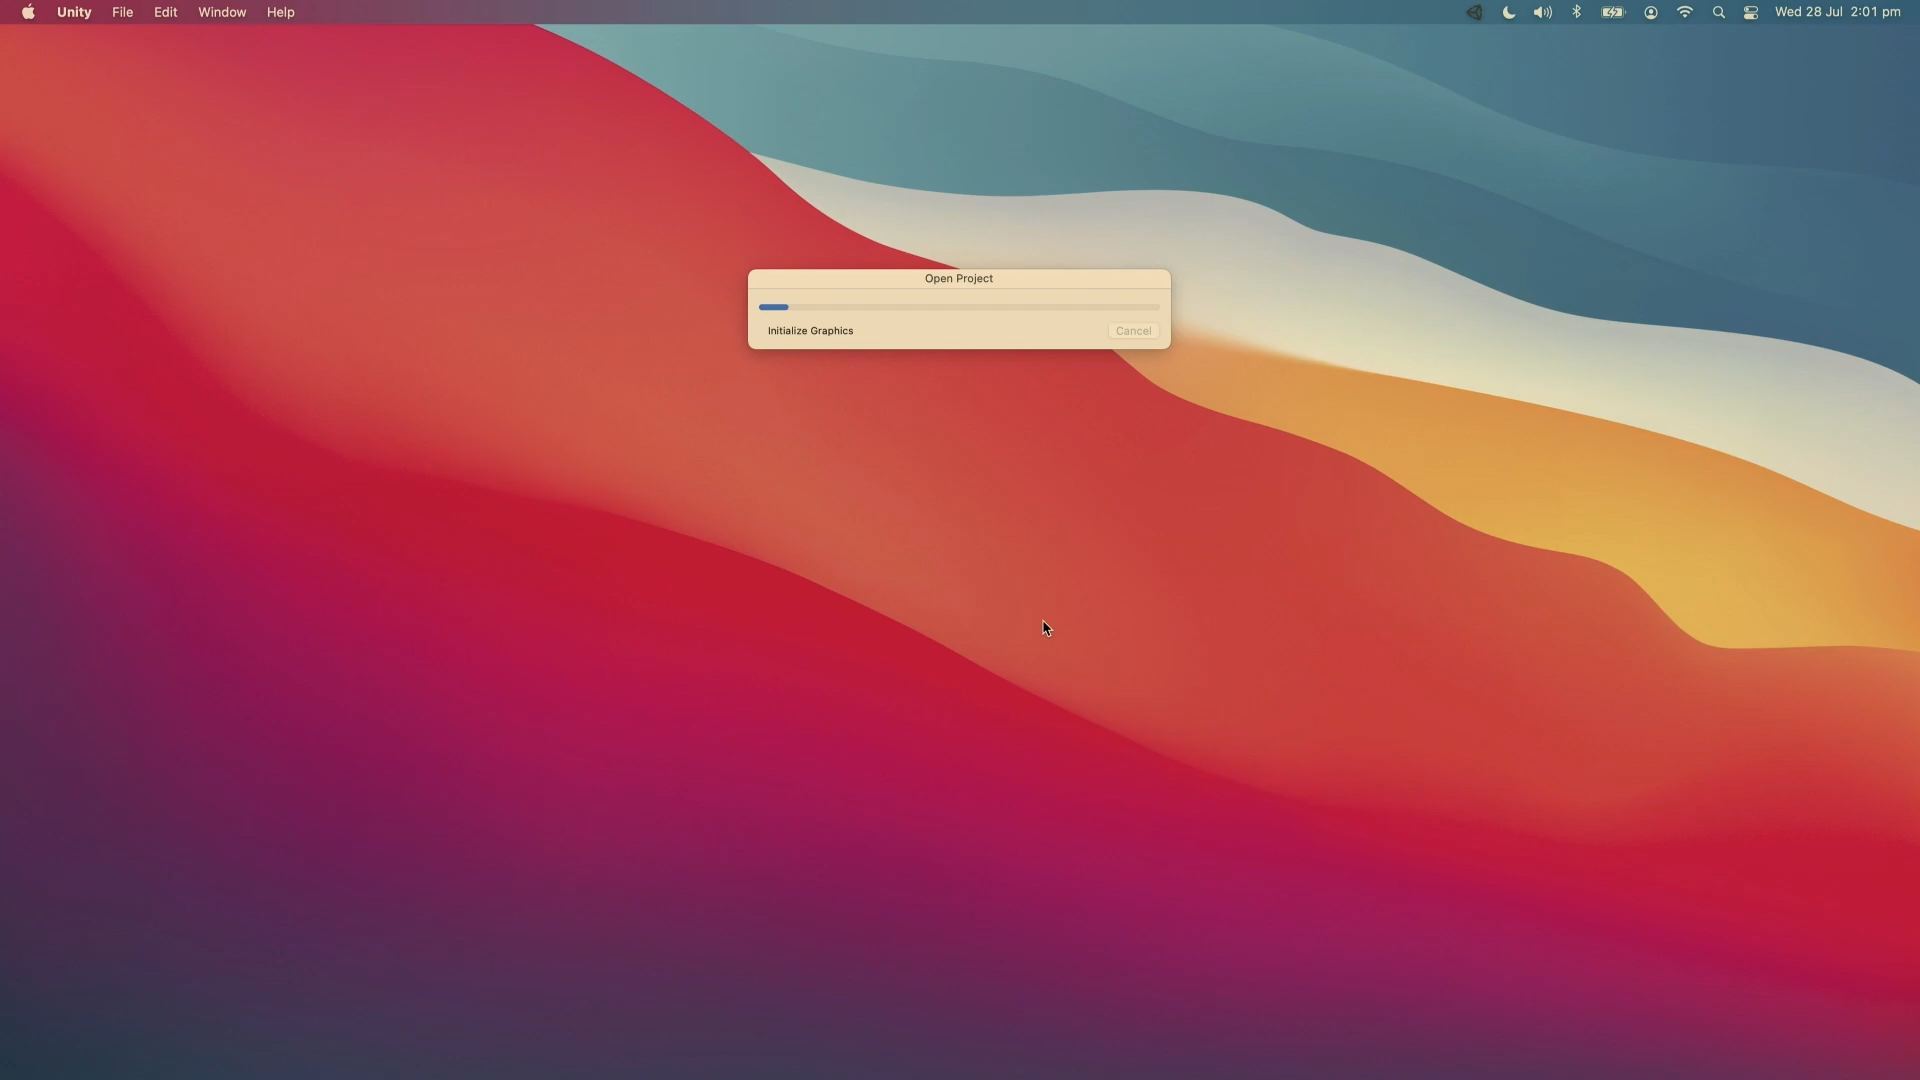 Unity File Edit Window Help Wed 28 Jul 2:01 pm
Open Project
Initialize Graphics Cancel